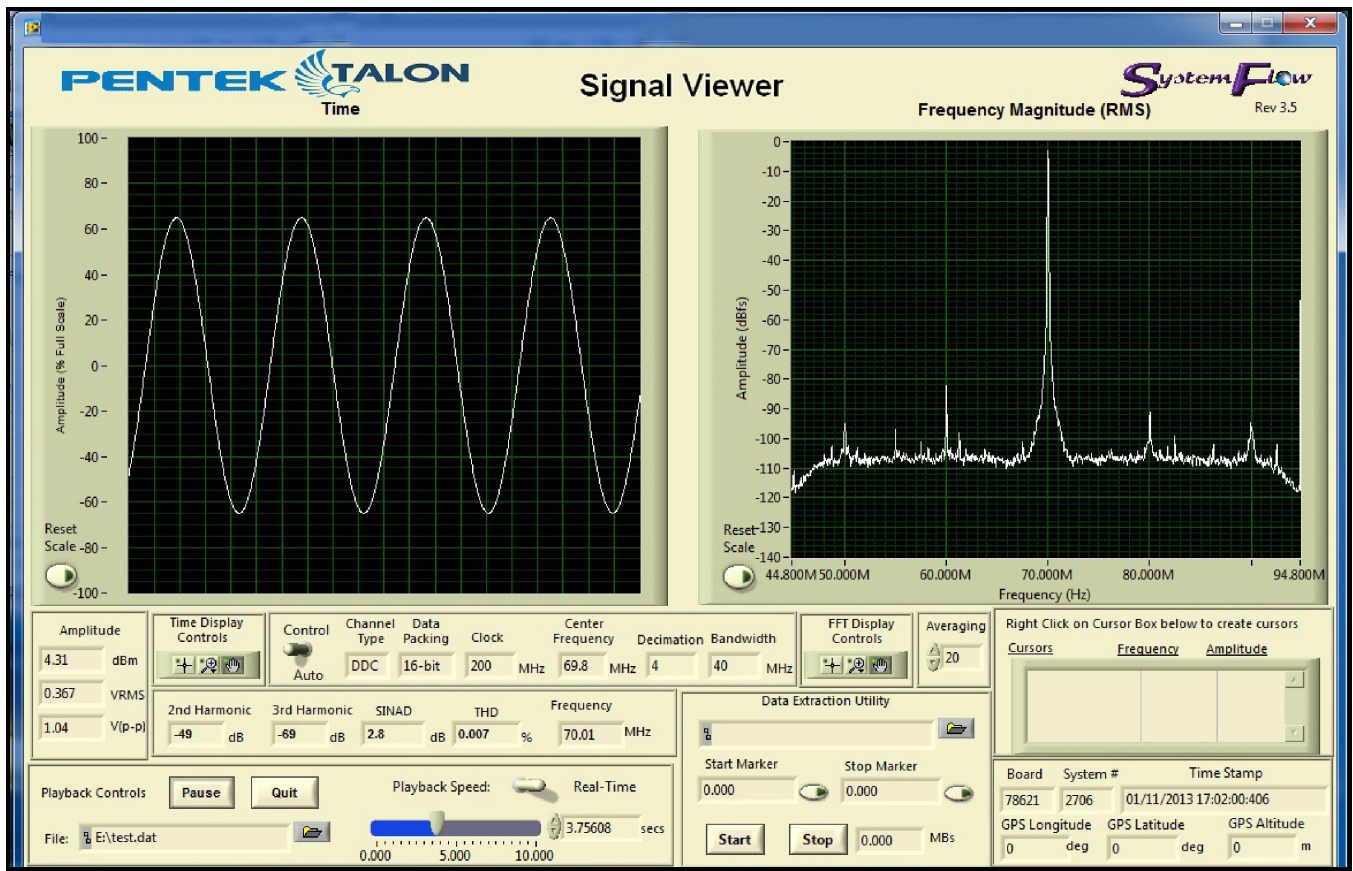 PENTEK TALON
Signal Viewer
SystemFlow
Rev 3.5
Time
Amplitude (% Full Scale)
100
80
60
40
20
0
-20
-40
-60
-80
-100
Reset
Scale
Frequency Magnitude (RMS)
Amplitude (dBfs)
0
-10
-20
-30
-40
-50
-60
-70
-80
-90
-100
-110
-120
-130
-140
Reset
Scale
44.800M 50.000M 60.000M 70.000M 80.000M 94.800M
Frequency (Hz)
Amplitude
4.31 dBm
0.367 VRMS
1.04 V(p-p)
Time Display
Controls
Control
Auto
Channel
Type
DDC
Data
Packing
16-bit
Clock
200 MHz
Center
Frequency
69.8 MHz
Decimation
4
Bandwidth
40 MHz
FFT Display
Controls
Averaging
20
Right Click on Cursor Box below to create cursors
Cursors Frequency Amplitude
2nd Harmonic
-49 dB
3rd Harmonic
-69 dB
SINAD
2.8 dB
THD
0.007 %
Frequency
70.01 MHz
Data Extraction Utility
Start Marker
0.000
Stop Marker
0.000
Start
Stop
0.000 MBs
Playback Controls
Pause
Quit
Playback Speed:
Real-Time
File: E:\test.dat
0.000 5.000 10.000
3.75608 secs
Board System # Time Stamp
78621 2706 01/11/2013 17:02:00:406
GPS Longitude GPS Latitude GPS Altitude
0 deg 0 deg 0 m